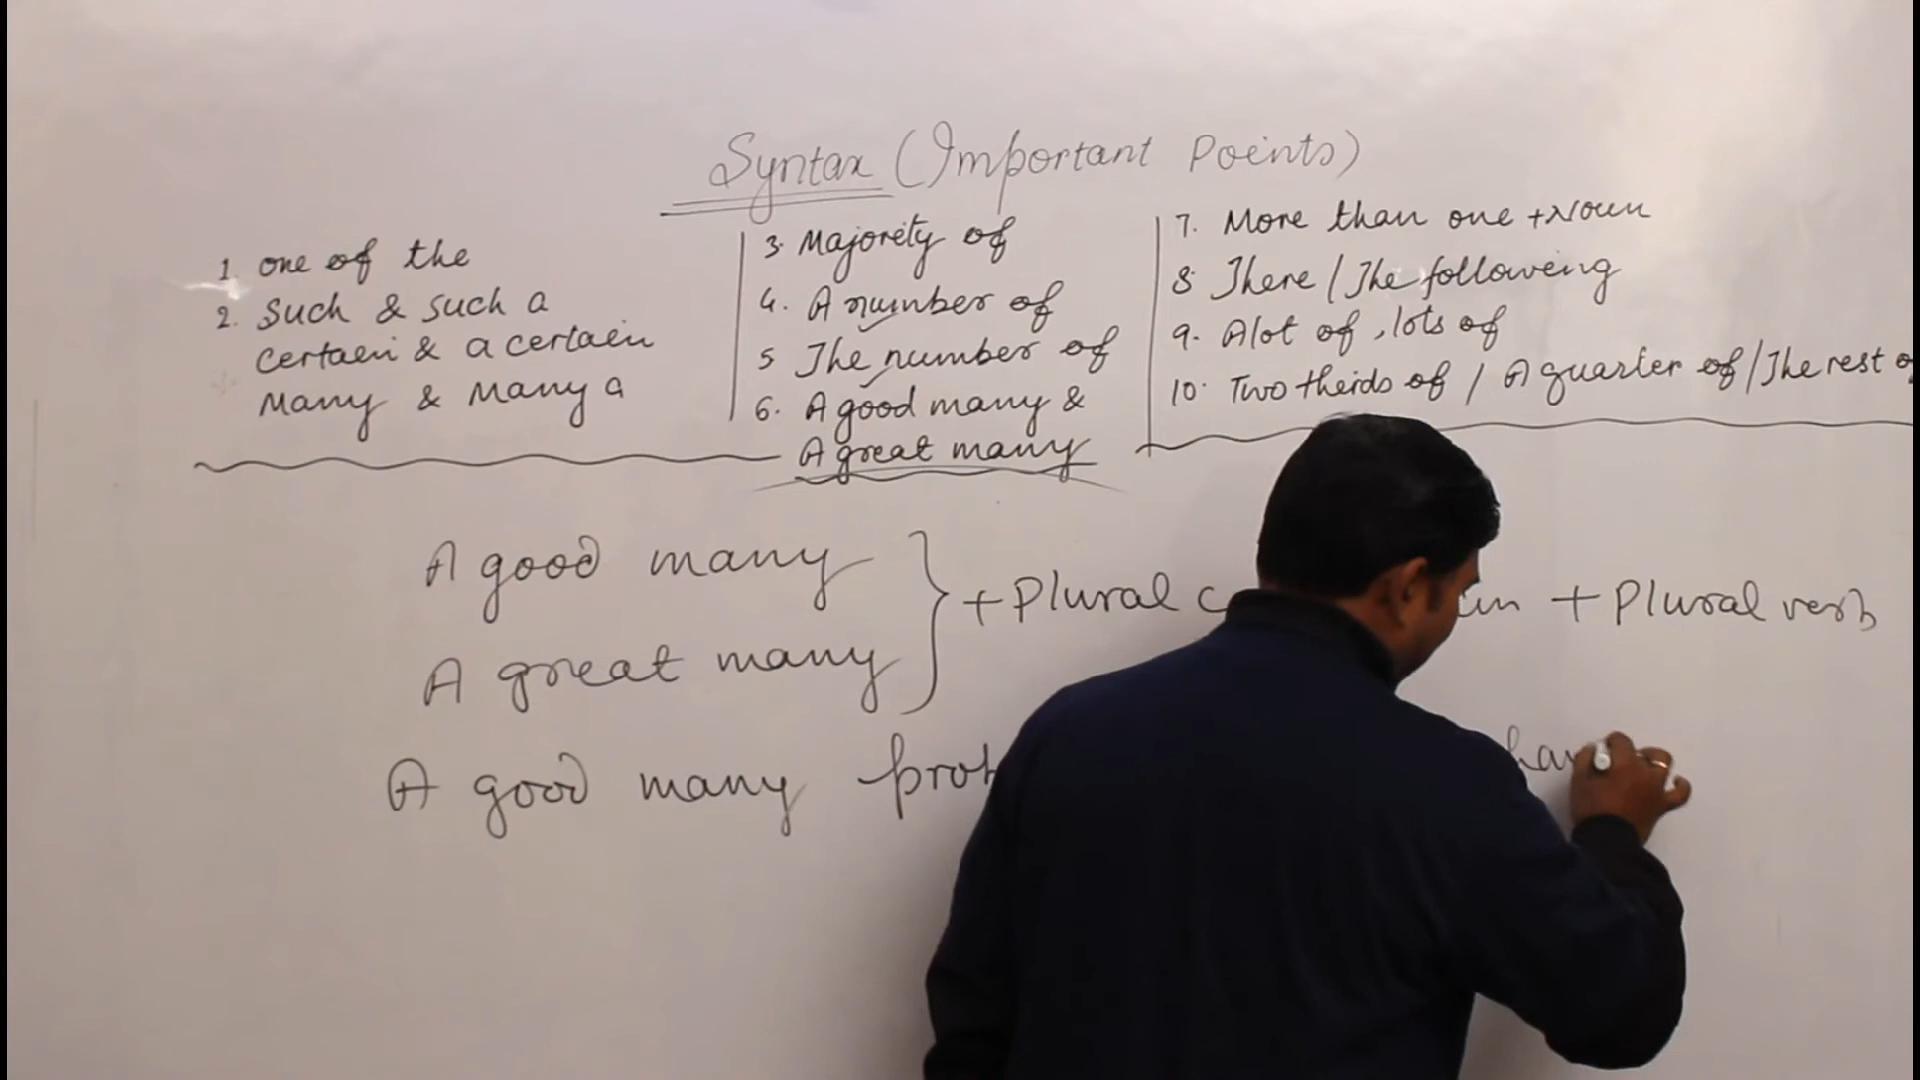 Syntax (Important Points)
1. one of the
2. Such & such a
certain & a certain
Many & Many a
3. Majority of
4. A number of
5 The number of
6. A good many &
A great many
7. More than one + Noun
8 There / The following
9. A lot of, lots of
10. Two thirds of / A quarter of / The rest
A good many
A great many
+ Plural + Plural verb
A good many